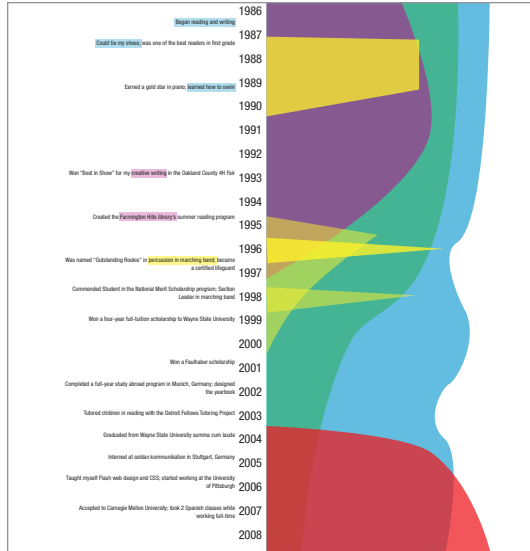 1986
Began reading and writing
1987
Could tie my shoes; was one of the best readers in first grade
1988
Earned a gold star in piano; learned how to swim
1989
1990
1991
1992
Won "Best in Show" for my creative writing in the Oakland County 4H Fair
1993
1994
Created the Farmington Hills library's summer reading program
1995
1996
Was named "Outstanding Rookie" in percussion in marching band; became
a certified lifeguard
1997
Commended Student in the National Merit Scholarship program; Section
Leader in marching band
1998
Won a four-year full-tuition scholarship to Wayne State University
1999
2000
Won a Faulhaber scholarship
2001
Completed a full-year study abroad program in Munich, Germany; designed
the yearbook
2002
Tutored children in reading with the Detroit Fellows Tutoring Project
2003
Graduated from Wayne State University summa cum laude
2004
Interned at seldan kommunikation in Stuttgart, Germany
2005
Taught myself Flash web design and CSS; started working at the University
of Pittsburgh
2006
Accepted to Carnegie Mellon University; took 2 Spanish classes while
working full-time
2007
2008